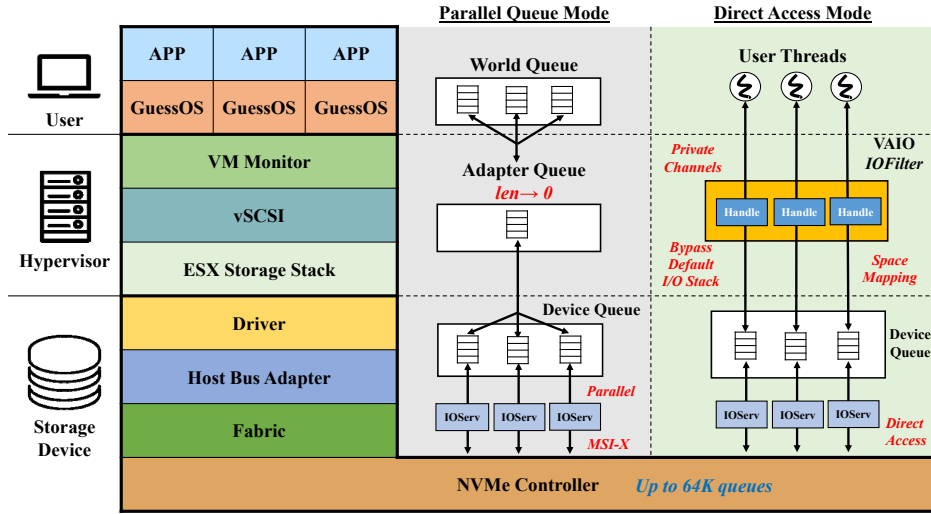 Parallel Queue Mode
Direct Access Mode
APP
APP
APP
GuessOS
GuessOS
GuessOS
User
World Queue
User Threads
VM Monitor
vSCSI
ESX Storage Stack
Hypervisor
Adapter Queue
len→ 0
Private
Channels
VAIO
IOFilter
Handle
Handle
Handle
Bypass
Default
I/O Stack
Space
Mapping
Driver
Host Bus Adapter
Fabric
Storage
Device
Device Queue
Parallel
IOServ
IOServ
IOServ
MSI-X
Device
Queue
IOServ
IOServ
IOServ
Direct
Access
NVMe Controller
Up to 64K queues